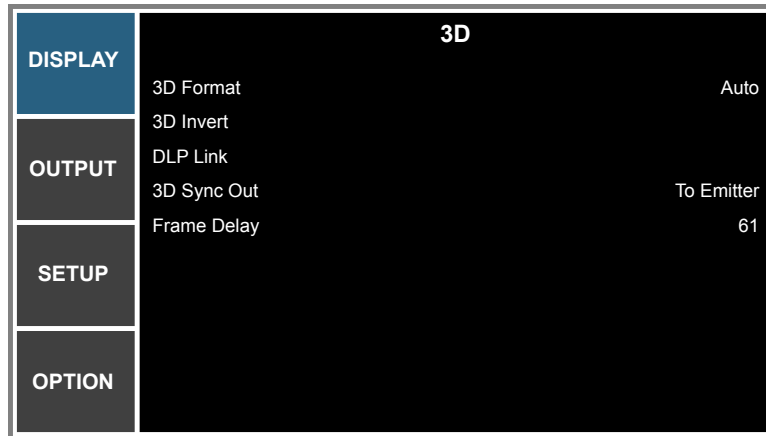 DISPLAY
OUTPUT
SETUP
OPTION
3D
3D Format Auto
3D Invert
DLP Link
3D Sync Out To Emitter
Frame Delay 61